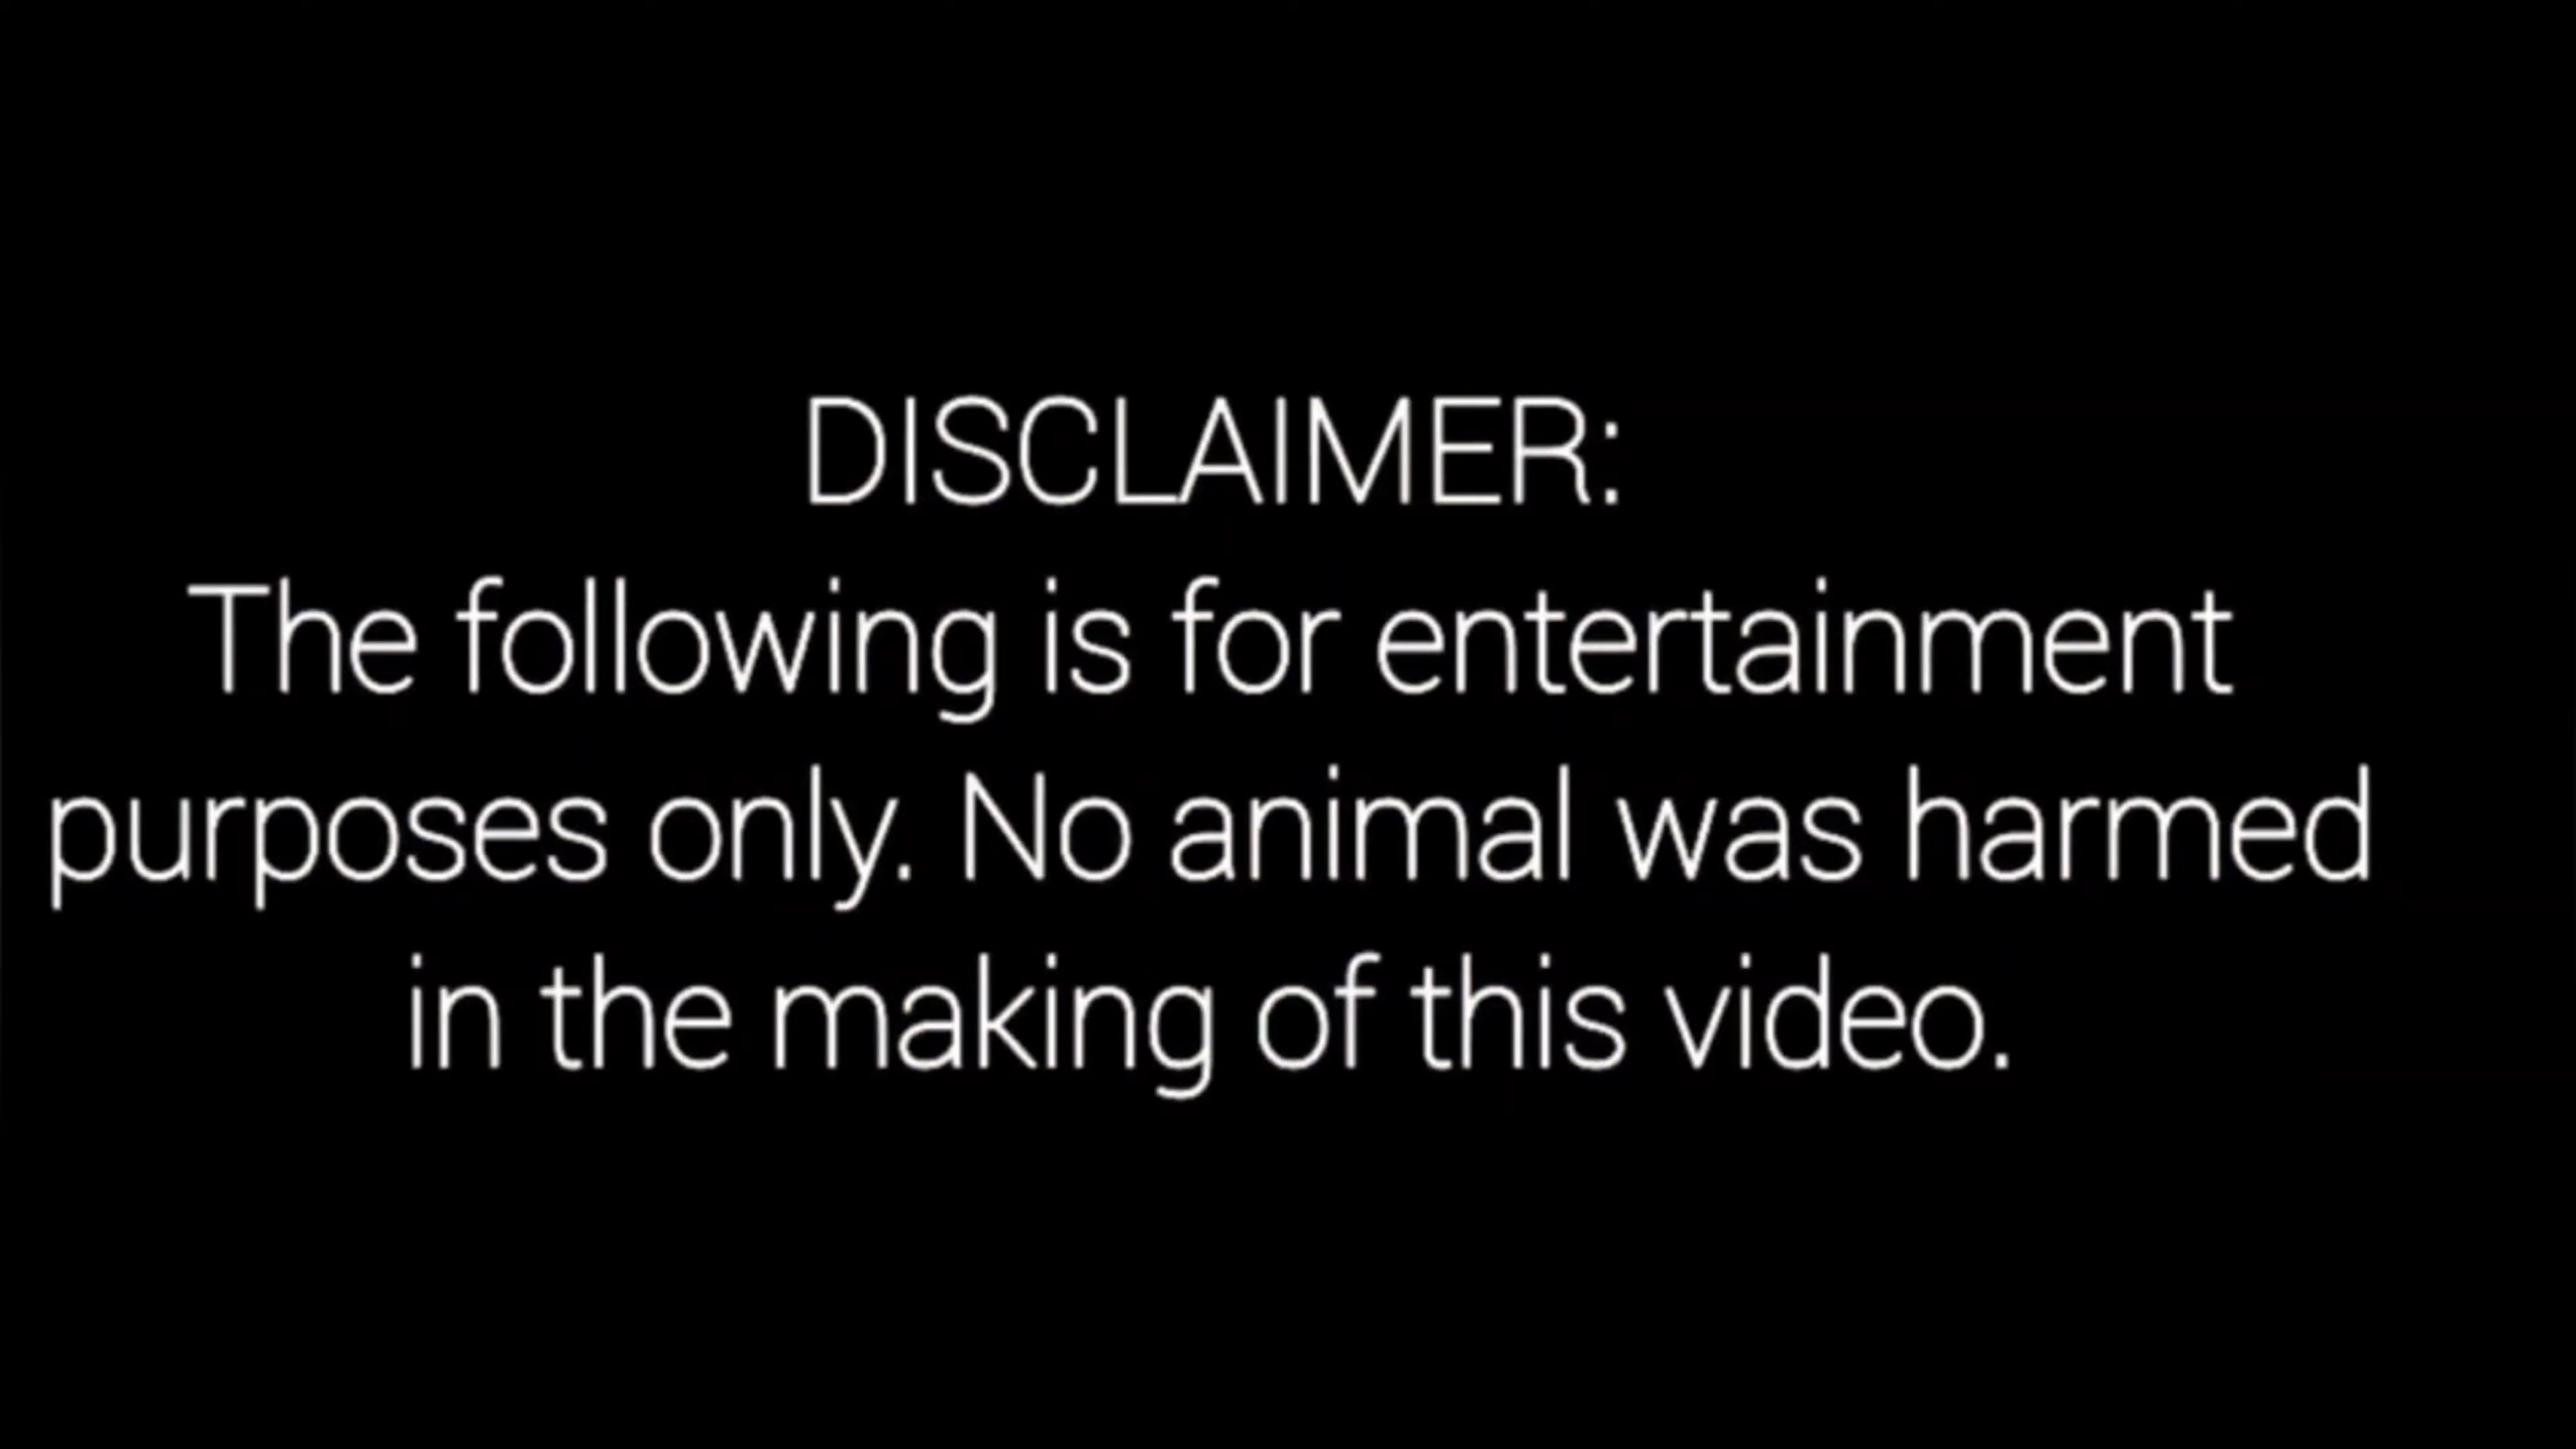 DISCLAIMER:
The following is for entertainment
purposes only. No animal was harmed
in the making of this video.